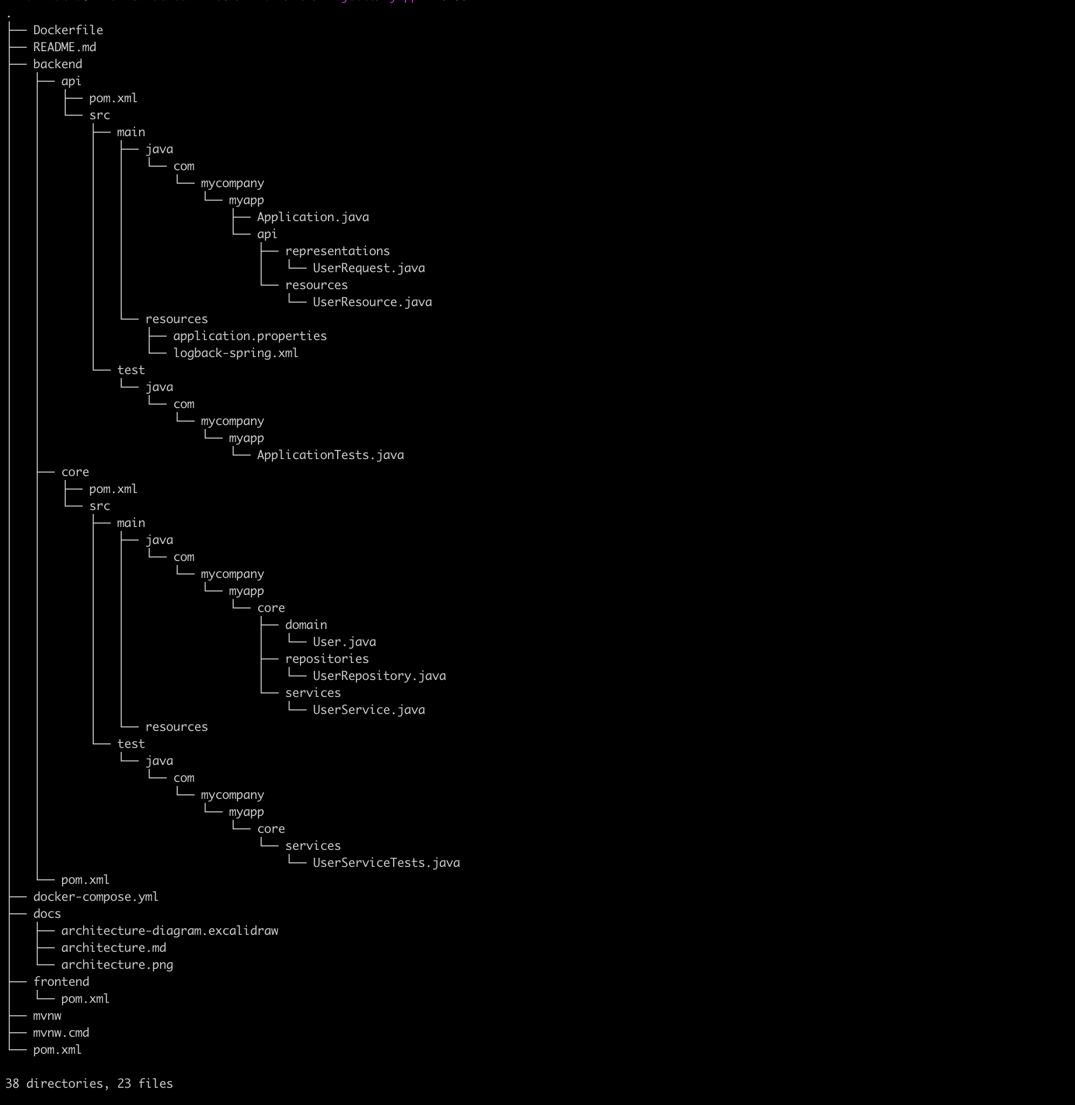 .
├── Dockerfile
├── README.md
├── backend
│   ├── api
│   │   ├── pom.xml
│   │   └── src
│   │       ├── main
│   │       │   ├── java
│   │       │   │   └── com
│   │       │   │       └── mycompany
│   │       │   │           └── myapp
│   │       │   │               ├── Application.java
│   │       │   │               └── api
│   │       │   │                   ├── representations
│   │       │   │                   │   └── UserRequest.java
│   │       │   │                   └── resources
│   │       │   │                       └── UserResource.java
│   │       │   └── resources
│   │       │       ├── application.properties
│   │       │       └── logback-spring.xml
│   │       └── test
│   │           └── java
│   │               └── com
│   │                   └── mycompany
│   │                       └── myapp
│   │                           └── ApplicationTests.java
│   ├── core
│   │   ├── pom.xml
│   │   └── src
│   │       ├── main
│   │       │   ├── java
│   │       │   │   └── com
│   │       │   │       └── mycompany
│   │       │   │           └── myapp
│   │       │   │               └── core
│   │       │   │                   ├── domain
│   │       │   │                   │   └── User.java
│   │       │   │                   ├── repositories
│   │       │   │                   │   └── UserRepository.java
│   │       │   │                   └── services
│   │       │   │                       └── UserService.java
│   │       │   └── resources
│   │       └── test
│   │           └── java
│   │               └── com
│   │                   └── mycompany
│   │                       └── myapp
│   │                           └── core
│   │                               └── services
│   │                                   └── UserServiceTests.java
│   └── pom.xml
├── docker-compose.yml
├── docs
│   ├── architecture-diagram.excalidraw
│   ├── architecture.md
│   └── architecture.png
├── frontend
│   └── pom.xml
├── mvnw
├── mvnw.cmd
└── pom.xml
38 directories, 23 files